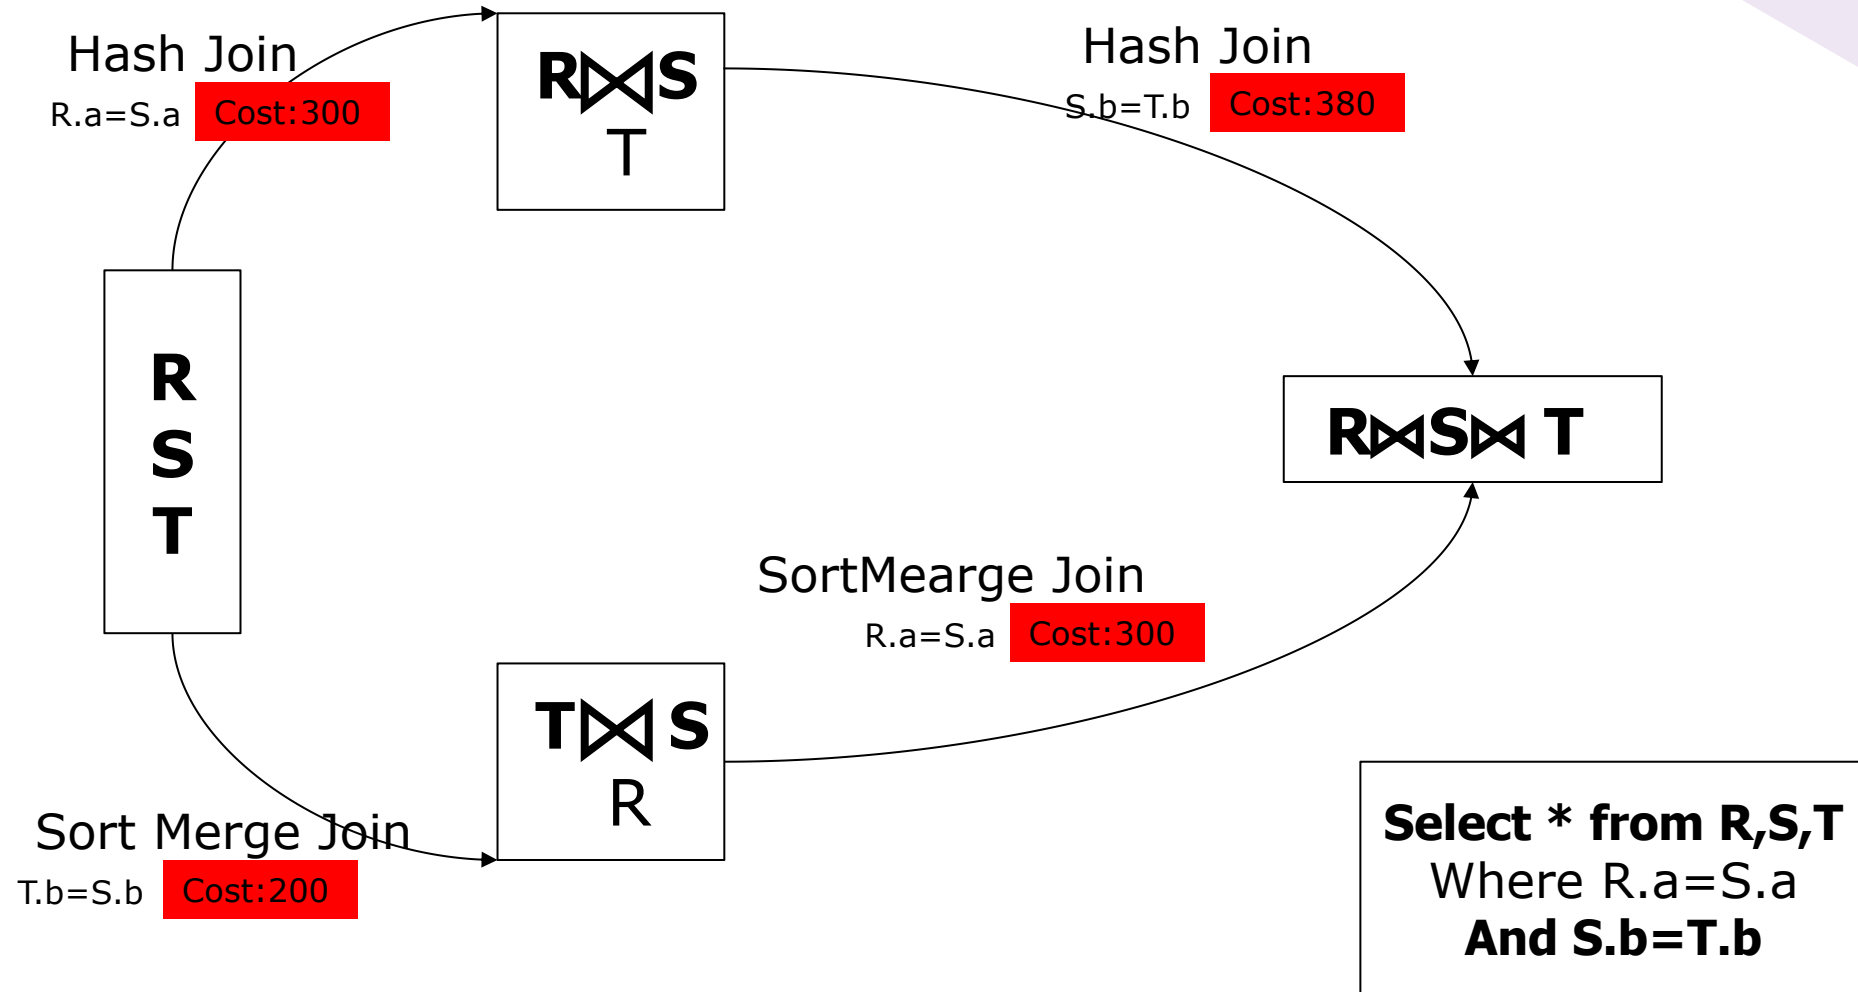 Hash Join
R.a=S.a Cost:300
R⋈S
T
Hash Join
S.b=T.b Cost:380
R
S
T
R⋈S⋈ T
SortMearge Join
R.a=S.a Cost:300
T⋈ S
R
Sort Merge Join
T.b=S.b Cost:200
Select * from R,S,T
Where R.a=S.a
And S.b=T.b